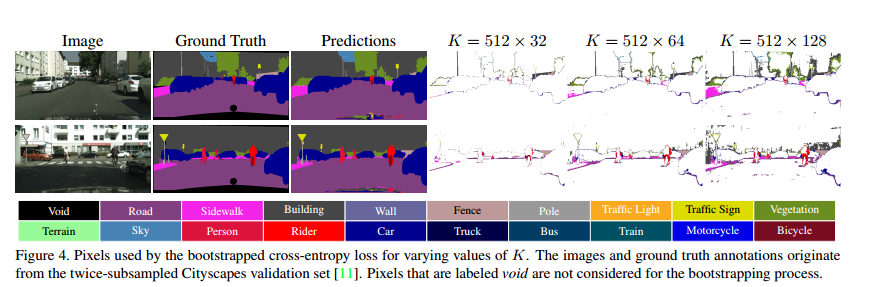 Image Ground Truth Predictions K = 512 × 32 K = 512 × 64 K = 512 × 128
Void Road Sidewalk Building Wall Fence Pole Traffic Light Traffic Sign Vegetation
Terrain Sky Person Rider Car Truck Bus Train Motorcycle Bicycle
Figure 4. Pixels used by the bootstrapped cross-entropy loss for varying values of K. The images and ground truth annotations originate
from the twice-subsampled Cityscapes validation set [11]. Pixels that are labeled void are not considered for the bootstrapping process.